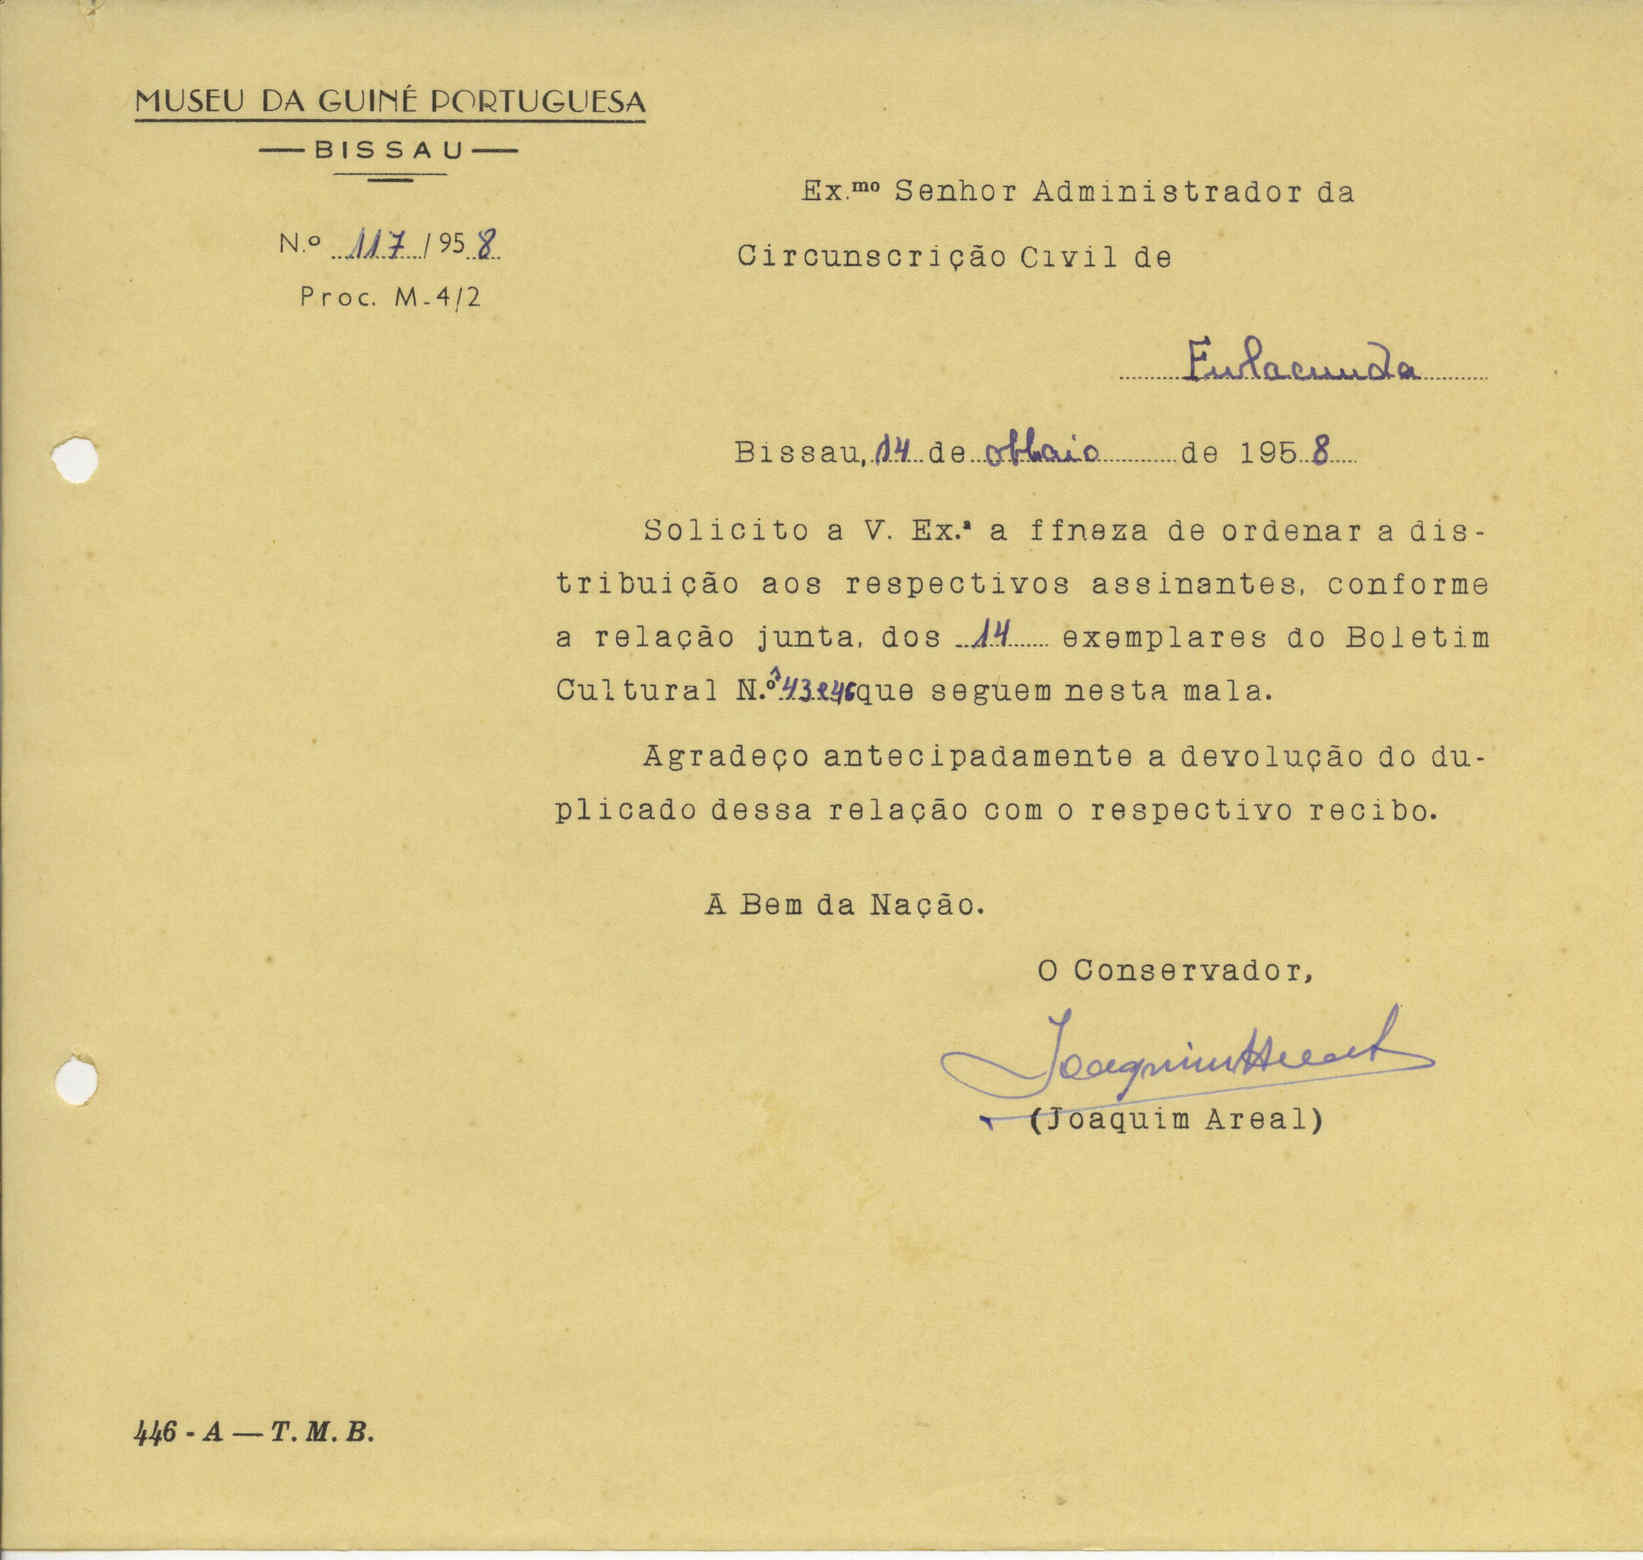 MUSEU DA GUINÉ PORTUGUESA
— BISSAU —
N.º 117/958
Proc. M-4/2
Ex.mo Senhor Administrador da
Circunscrição Civil de
Fulacunda
Bissau, 14 de Maio de 1958
Solicito a V. Ex.ª a ffneza de ordenar a dis-
tribuição aos respectivos assinantes, conforme
a relação junta, dos 14 exemplares do Boletim
Cultural N.º 43 e 46 que seguem nesta mala.
Agradeço antecipadamente a devolução do du-
plicado dessa relação com o respectivo recibo.
A Bem da Nação.
O Conservador,
Joaquim Areal
(Joaquim Areal)
446 - A — T. M. B.